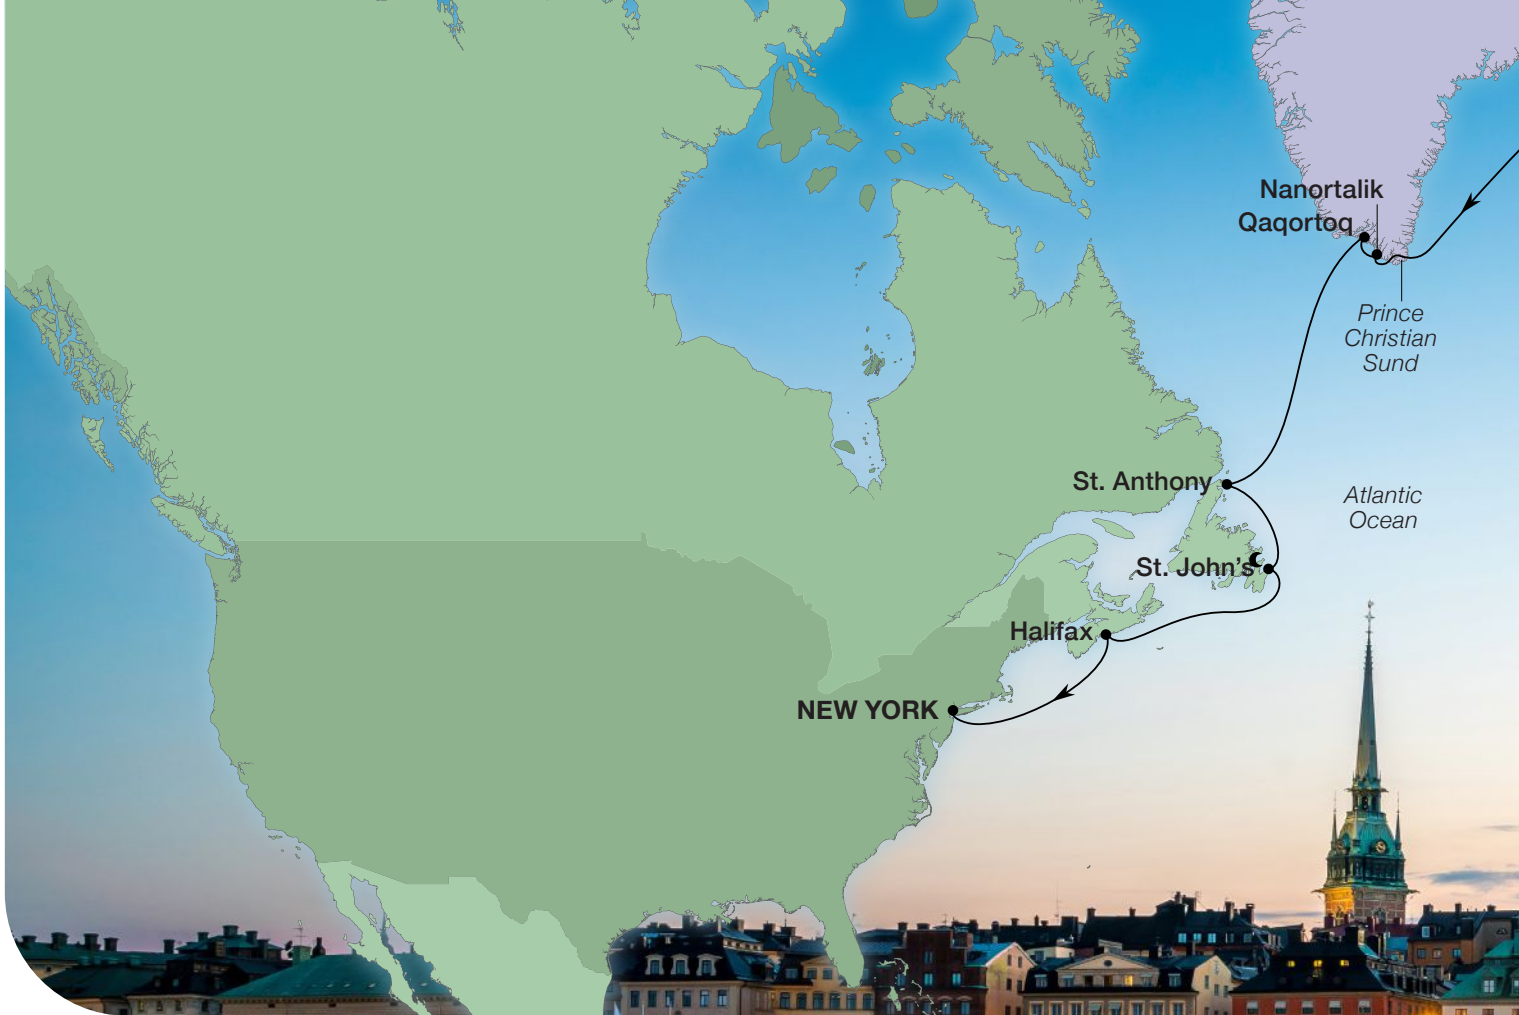 Nanortalik
Qaqortoq
Prince
Christian
Sund
St. Anthony
Atlantic
Ocean
St. John's
Halifax
NEW YORK